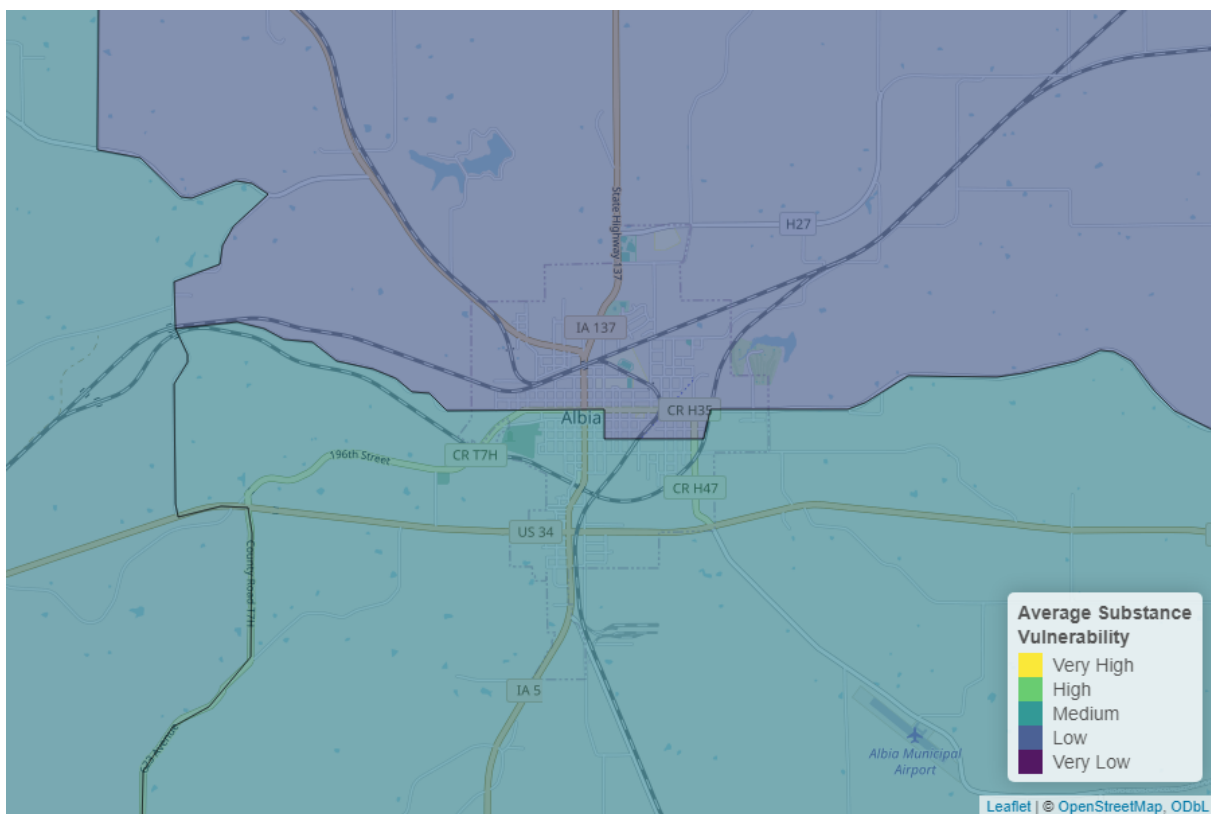 State Highway 137
H27
IA 137
CR H35
Albia
CR T7H
196th Street
CR H47
US 34
County Road T7H
IA 5
623 Avenue
Albia Municipal
Airport
Average Substance
Vulnerability
Very High
High
Medium
Low
Very Low
Leaflet | © OpenStreetMap, ODbL